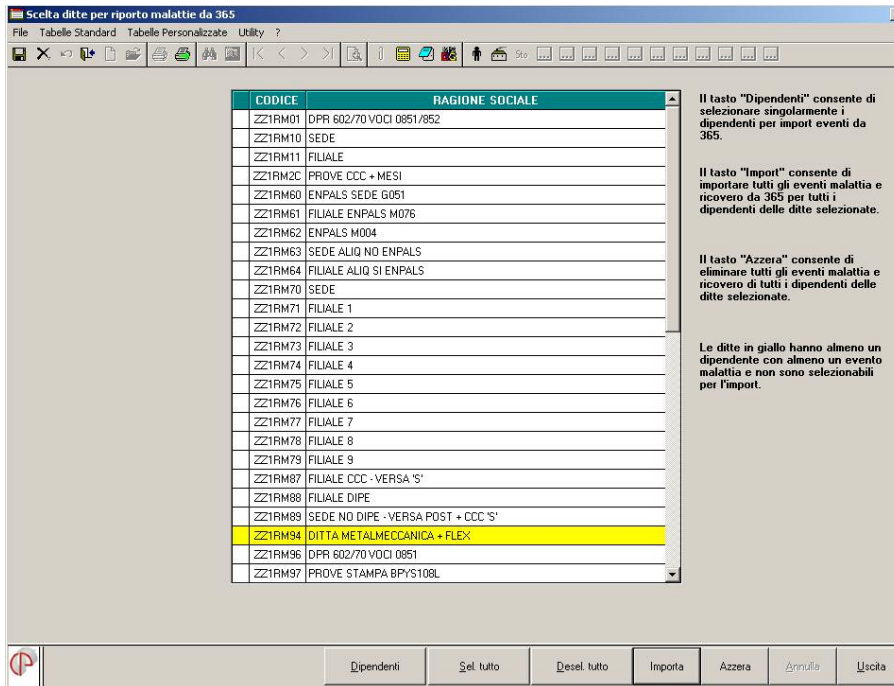 Scelta ditte per riporto malattie da 365
File Tabelle Standard Tabelle Personalizzate Utility ?
Sto
CODICE RAGIONE SOCIALE
ZZ1RM01 DPR 602/70 VOCI 0851/852
ZZ1RM10 SEDE
ZZ1RM11 FILIALE
ZZ1RM2C PROVE CCC + MESI
ZZ1RM60 ENPALS SEDE G051
ZZ1RM61 FILIALE ENPALS M076
ZZ1RM62 ENPALS M004
ZZ1RM63 SEDE ALIQ NO ENPALS
ZZ1RM64 FILIALE ALIQ SI ENPALS
ZZ1RM70 SEDE
ZZ1RM71 FILIALE 1
ZZ1RM72 FILIALE 2
ZZ1RM73 FILIALE 3
ZZ1RM74 FILIALE 4
ZZ1RM75 FILIALE 5
ZZ1RM76 FILIALE 6
ZZ1RM77 FILIALE 7
ZZ1RM78 FILIALE 8
ZZ1RM79 FILIALE 9
ZZ1RM87 FILIALE CCC - VERSA 'S'
ZZ1RM88 FILIALE DIPE
ZZ1RM89 SEDE NO DIPE - VERSA POST + CCC 'S'
ZZ1RM94 DITTA METALMECCANICA + FLEX
ZZ1RM96 DPR 602/70 VOCI 0851
ZZ1RM97 PROVE STAMPA BPYS108L
Il tasto "Dipendenti" consente di
selezionare singolarmente i
dipendenti per import eventi da
365.
Il tasto "Import" consente di
importare tutti gli eventi malattia e
ricovero da 365 per tutti i
dipendenti delle ditte selezionate.
Il tasto "Azzera" consente di
eliminare tutti gli eventi malattia e
ricovero di tutti i dipendenti delle
ditte selezionate.
Le ditte in giallo hanno almeno un
dipendente con almeno un evento
malattia e non sono selezionabili
per l'import.
Dipendenti Sel. tutto Desel. tutto Importa Azzera Annulla Uscita